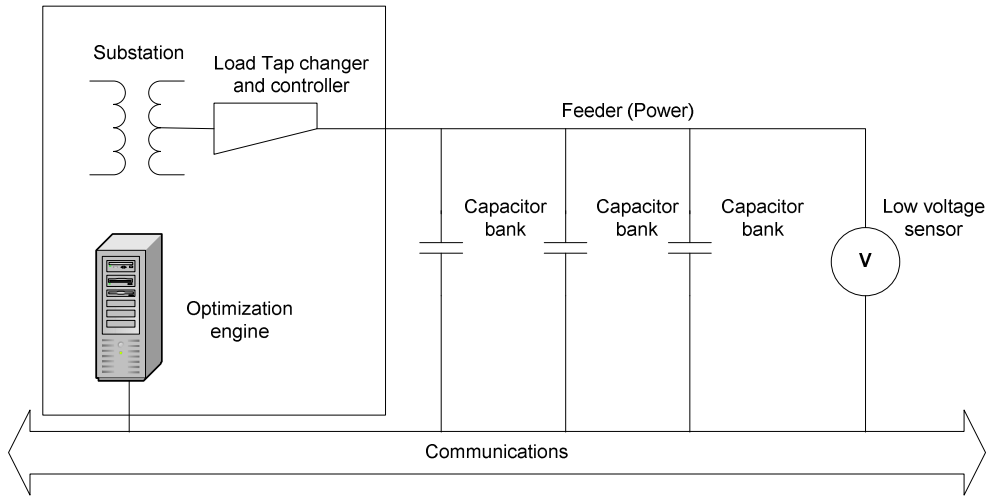 Substation
Load Tap changer
and controller
Feeder (Power)
Capacitor
bank
Capacitor
bank
Capacitor
bank
Low voltage
sensor
V
Optimization
engine
Communications